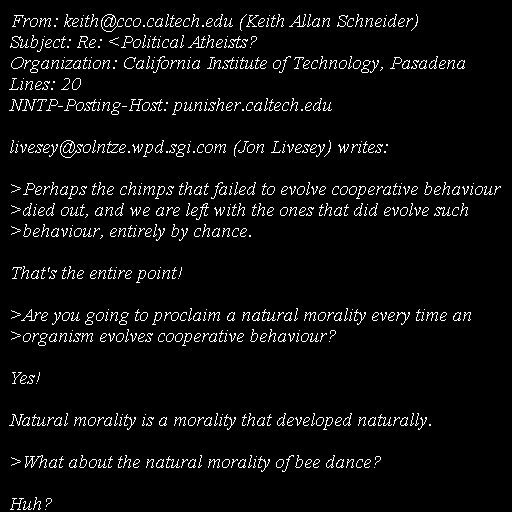 From: keith@cco.caltech.edu (Keith Allan Schneider)
Subject: Re: <Political Atheists?
Organization: California Institute of Technology, Pasadena
Lines: 20
NNTP-Posting-Host: punisher.caltech.edu
livesey@solntze.wpd.sgi.com (Jon Livesey) writes:
>Perhaps the chimps that failed to evolve cooperative behaviour
>died out, and we are left with the ones that did evolve such
>behaviour, entirely by chance.
That's the entire point!
>Are you going to proclaim a natural morality every time an
>organism evolves cooperative behaviour?
Yes!
Natural morality is a morality that developed naturally.
>What about the natural morality of bee dance?
Huh?